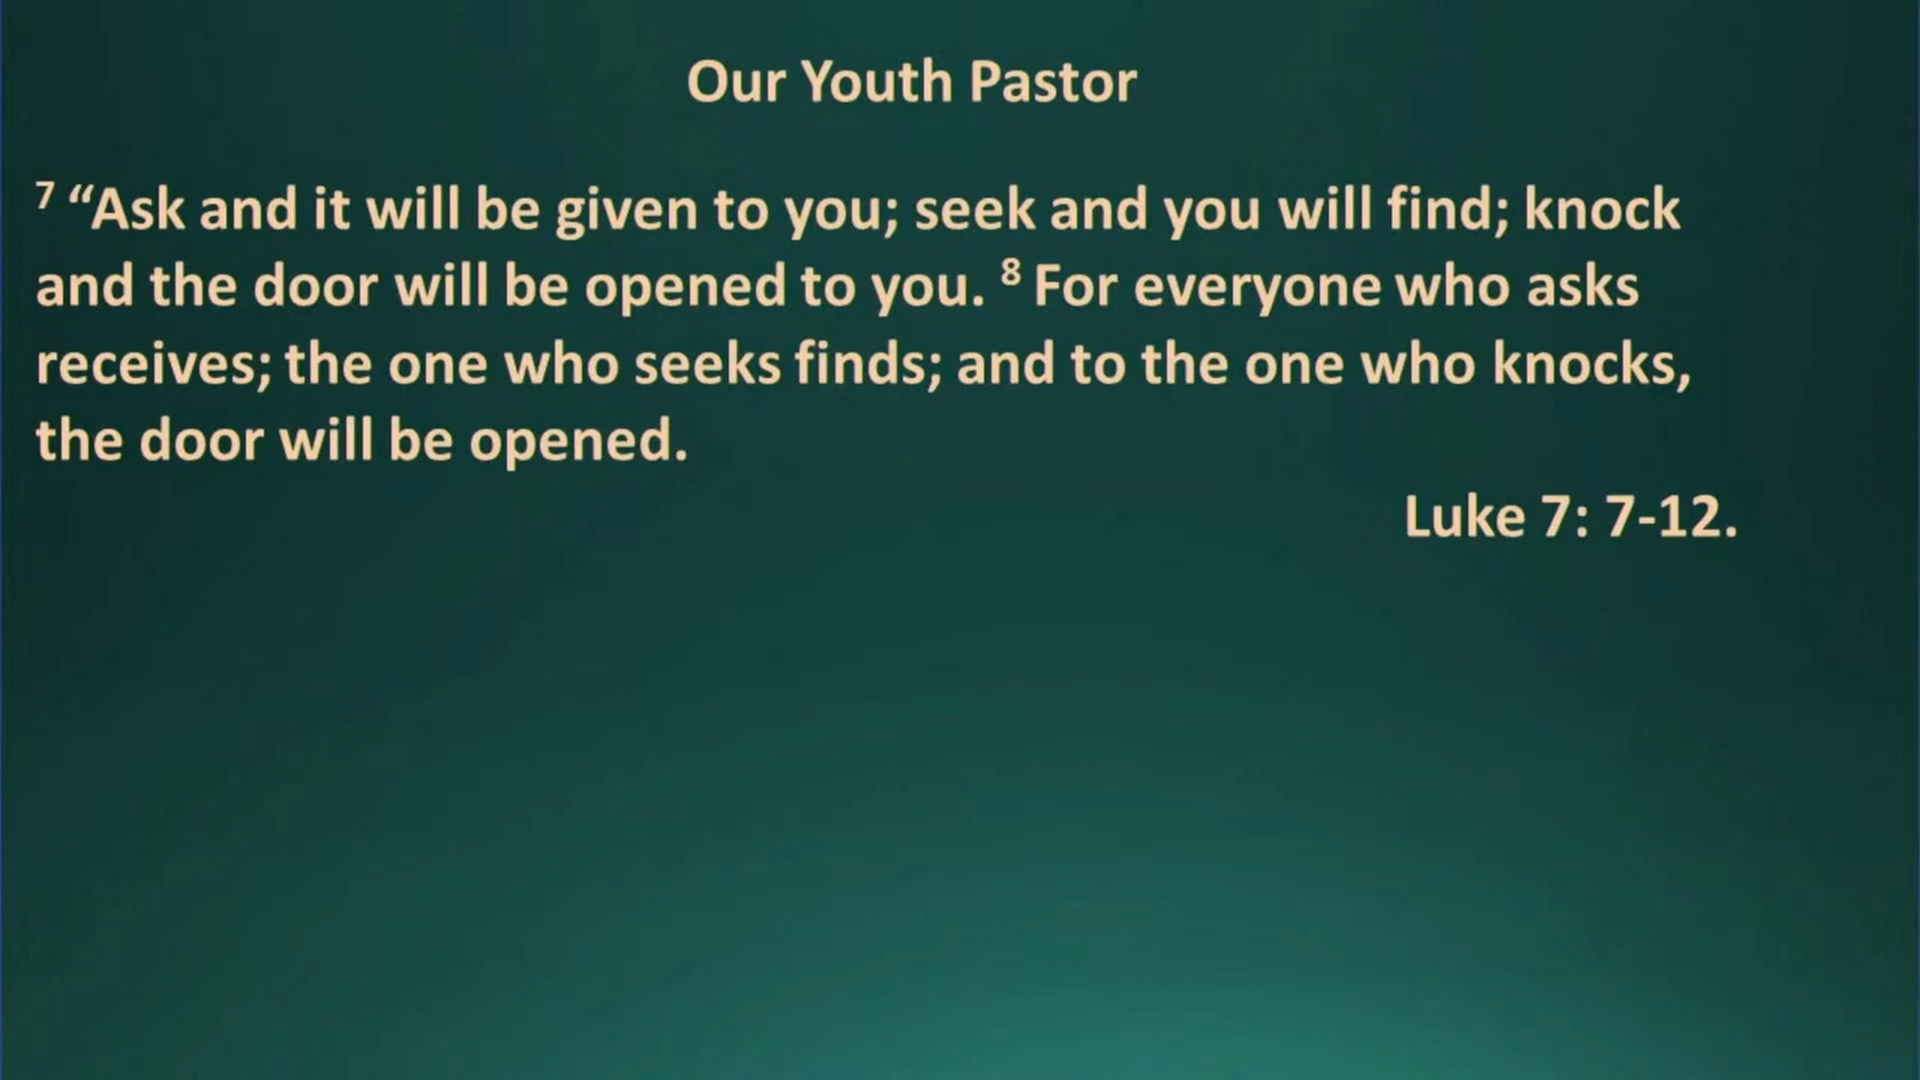 Our Youth Pastor
7 “Ask and it will be given to you; seek and you will find; knock
and the door will be opened to you. 8 For everyone who asks
receives; the one who seeks finds; and to the one who knocks,
the door will be opened.
Luke 7: 7-12.